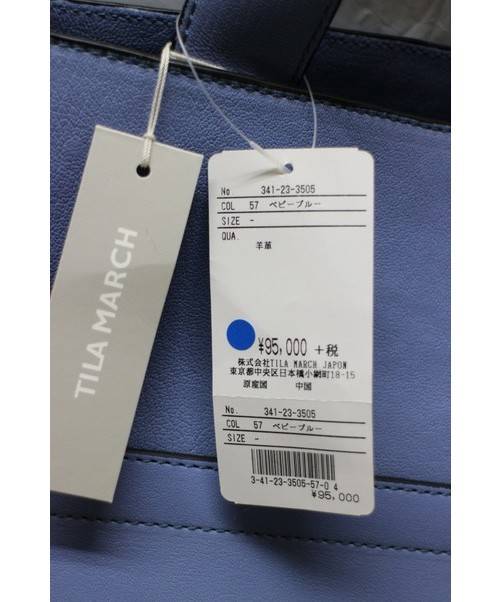 TILA MARCH
No 341-23-3505
COL 57 ベビーブルー
SIZE -
QUA.
羊革
¥95,000 +税
株式会社TILA MARCH JAPON
東京都中央区日本橋小網町18-15
原産国 中国
No. 341-23-3505
COL 57 ベビーブルー
SIZE -
3-41-23-3505-57-0 4
¥95,000